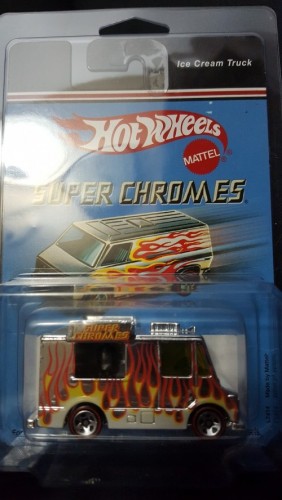 Ice Cream Truck
Hot Wheels
MATTEL
SUPER CHROMES
SUPER
CHROMES